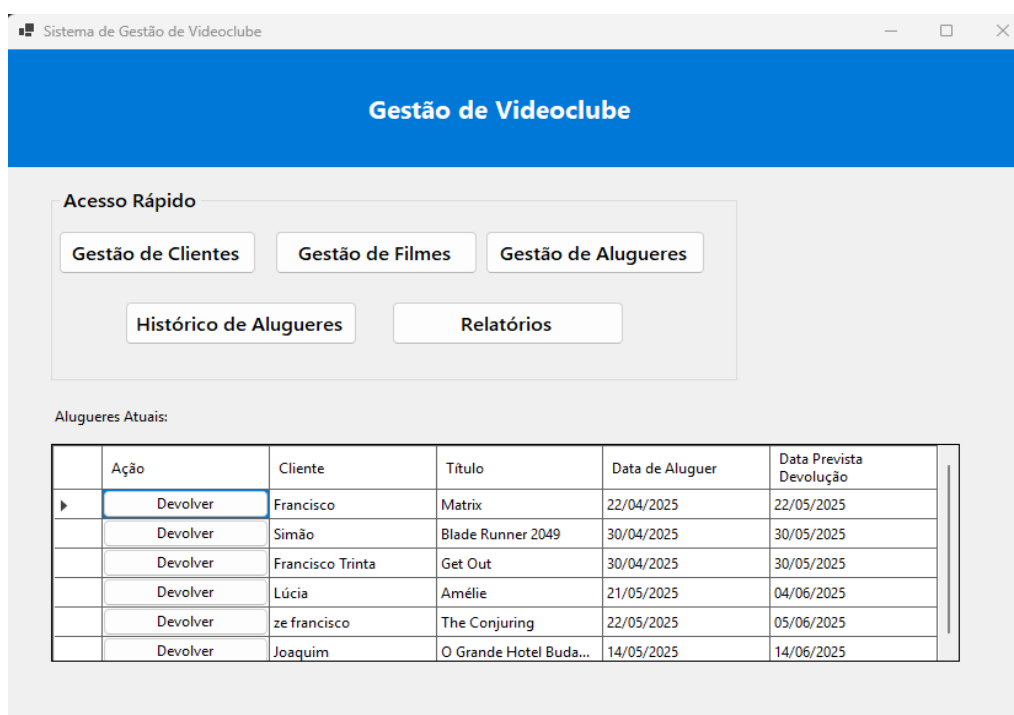 Sistema de Gestão de Videoclube
Gestão de Videoclube
Acesso Rápido
Gestão de Clientes Gestão de Filmes Gestão de Alugueres
Histórico de Alugueres Relatórios
Alugueres Atuais:
Ação Cliente Título Data de Aluguer Data Prevista Devolução
Devolver Francisco Matrix 22/04/2025 22/05/2025
Devolver Simão Blade Runner 2049 30/04/2025 30/05/2025
Devolver Francisco Trinta Get Out 30/04/2025 30/05/2025
Devolver Lúcia Amélie 21/05/2025 04/06/2025
Devolver ze francisco The Conjuring 22/05/2025 05/06/2025
Devolver Joaquim O Grande Hotel Buda... 14/05/2025 14/06/2025